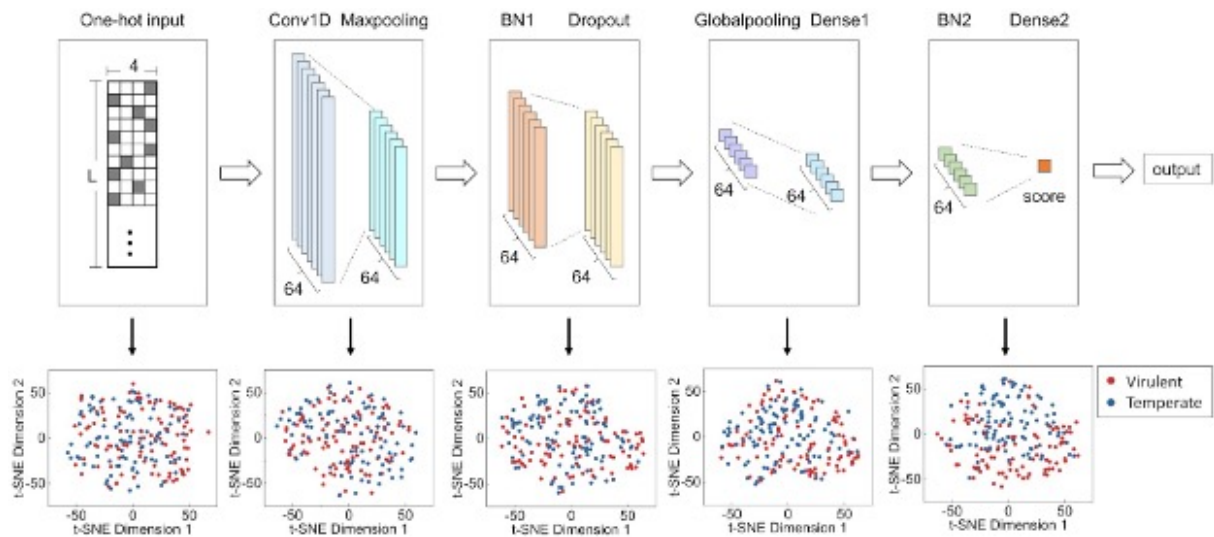 One-hot input
Conv1D Maxpooling
BN1 Dropout
Globalpooling Dense1
BN2 Dense2
4
L
64
64
64
64
64
64
64
score
output
t-SNE Dimension 2
50
0
-50
-50 0 50
t-SNE Dimension 1
t-SNE Dimension 2
50
0
-50
-50 0 50
t-SNE Dimension 1
t-SNE Dimension 2
50
0
-50
-50 0 50
t-SNE Dimension 1
t-SNE Dimension 2
50
0
-50
-50 0 50
t-SNE Dimension 1
t-SNE Dimension 2
50
0
-50
-50 0 50
t-SNE Dimension 1
Virulent
Temperate